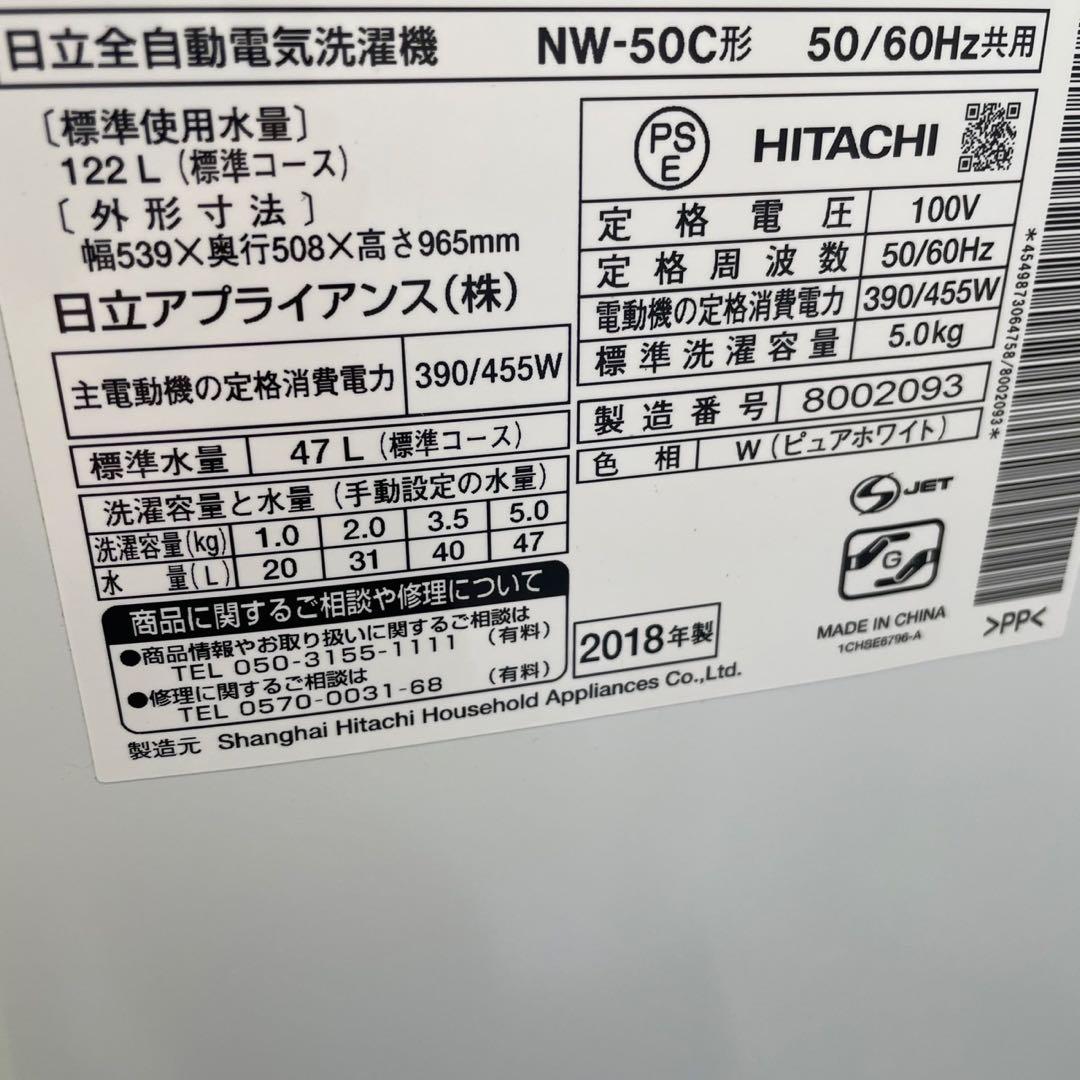 日立全自動電気洗濯機 NW-50C形 50/60Hz共用
〔標準使用水量〕
122 L (標準コース)
〔外形寸法〕
幅539×奥行508×高さ965mm
日立アプライアンス(株)
主電動機の定格消費電力 390/455W
標準水量 47 L (標準コース)
洗濯容量と水量 (手動設定の水量)
洗濯容量(kg) 1.0 2.0 3.5 5.0
水量(L) 20 31 40 47
商品に関するご相談や修理について
●商品情報やお取り扱いに関するご相談は
TEL 050-3155-1111 (有料)
●修理に関するご相談は
TEL 0570-0031-68 (有料)
製造元 Shanghai Hitachi Household Appliances Co.,Ltd.
PSE HITACHI
定格電圧 100V
定格周波数 50/60Hz
電動機の定格消費電力 390/455W
標準洗濯容量 5.0kg
製造番号 8002093
色相 W (ピュアホワイト)
S JET
G
2018年製
MADE IN CHINA
1CHSE6796-A
>PP<
*4549873064758/8002093*